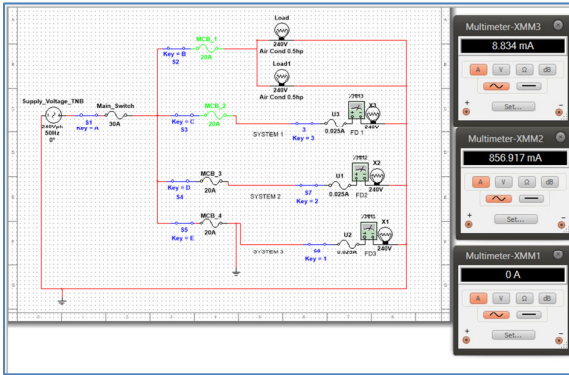 Load
240V
Air Cond 0.5hp
MCB_1
20A
Key = B
S2
Load1
240V
Air Cond 0.5hp
Supply_Voltage_TNB
240Vpk
50Hz
0°
S1
Key = A
Main_Switch
30A
MCB_2
20A
Key = C
S3
SYSTEM 1
3
Key = 3
U3
0.025A
XMM3
FD 1
X3
240V
MCB_3
20A
Key = D
S4
SYSTEM 2
S7
Key = 2
U1
0.025A
XMM2
FD2
X2
240V
MCB_4
20A
S5
Key = E
SYSTEM 3
Key = 1
U2
0.025A
XMM1
FD3
X1
240V
Multimeter-XMM3
8.834 mA
A V Ω dB
Set...
+ -
Multimeter-XMM2
856.917 mA
A V Ω dB
Set...
+ -
Multimeter-XMM1
0 A
A V Ω dB
Set...
+ -